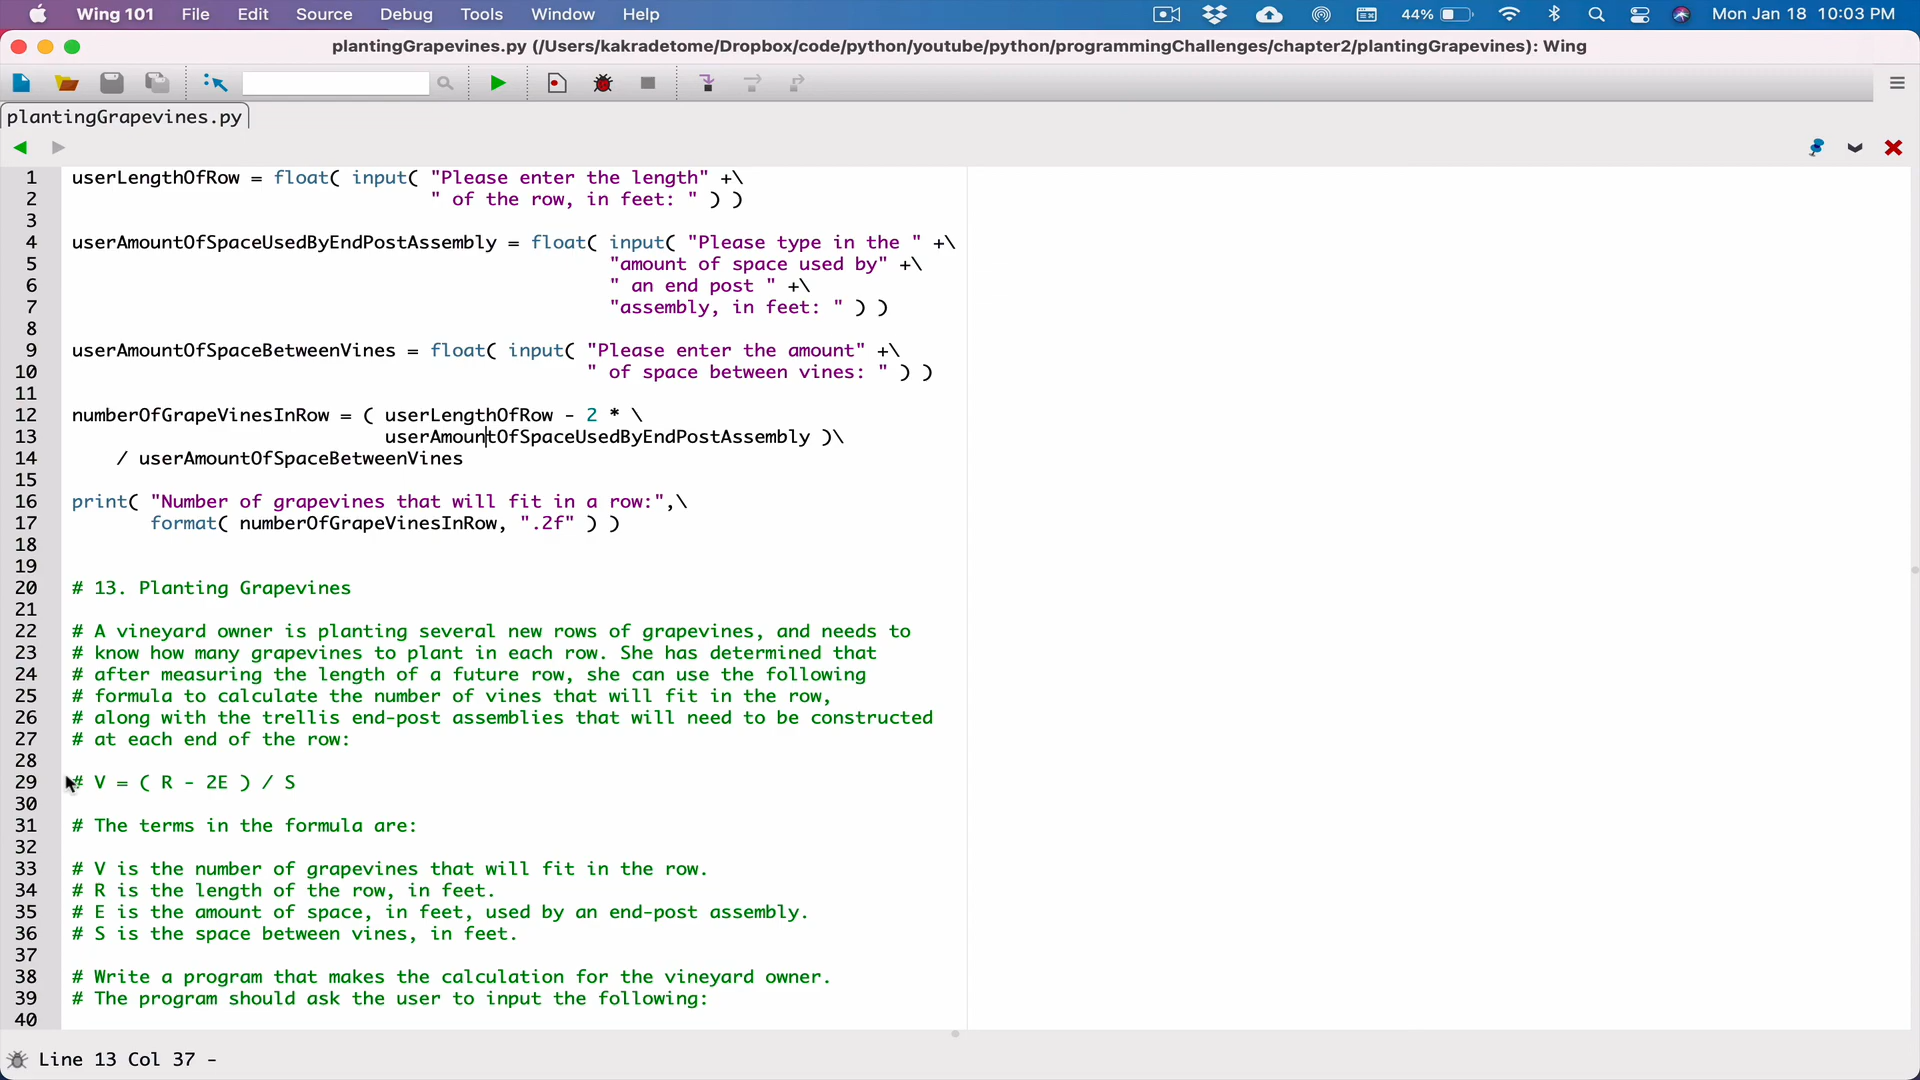 Wing 101 File Edit Source Debug Tools Window Help 44% Mon Jan 18 10:03 PM
plantingGrapevines.py (/Users/kakradetome/Dropbox/code/python/youtube/python/programmingChallenges/chapter2/plantingGrapevines): Wing
plantingGrapevines.py
1 userLengthOfRow = float( input( "Please enter the length" +\
2 " of the row, in feet: " ) )
3
4 userAmountOfSpaceUsedByEndPostAssembly = float( input( "Please type in the " +\
5 "amount of space used by" +\
6 " an end post " +\
7 "assembly, in feet: " ) )
8
9 userAmountOfSpaceBetweenVines = float( input( "Please enter the amount" +\
10 " of space between vines: " ) )
11
12 numberOfGrapeVinesInRow = ( userLengthOfRow - 2 * \
13 userAmountOfSpaceUsedByEndPostAssembly )\
14 / userAmountOfSpaceBetweenVines
15
16 print( "Number of grapevines that will fit in a row:",\
17 format( numberOfGrapeVinesInRow, ".2f" ) )
18
19
20 # 13. Planting Grapevines
21
22 # A vineyard owner is planting several new rows of grapevines, and needs to
23 # know how many grapevines to plant in each row. She has determined that
24 # after measuring the length of a future row, she can use the following
25 # formula to calculate the number of vines that will fit in the row,
26 # along with the trellis end-post assemblies that will need to be constructed
27 # at each end of the row:
28
29 # V = ( R - 2E ) / S
30
31 # The terms in the formula are:
32
33 # V is the number of grapevines that will fit in the row.
34 # R is the length of the row, in feet.
35 # E is the amount of space, in feet, used by an end-post assembly.
36 # S is the space between vines, in feet.
37
38 # Write a program that makes the calculation for the vineyard owner.
39 # The program should ask the user to input the following:
40
Line 13 Col 37 -